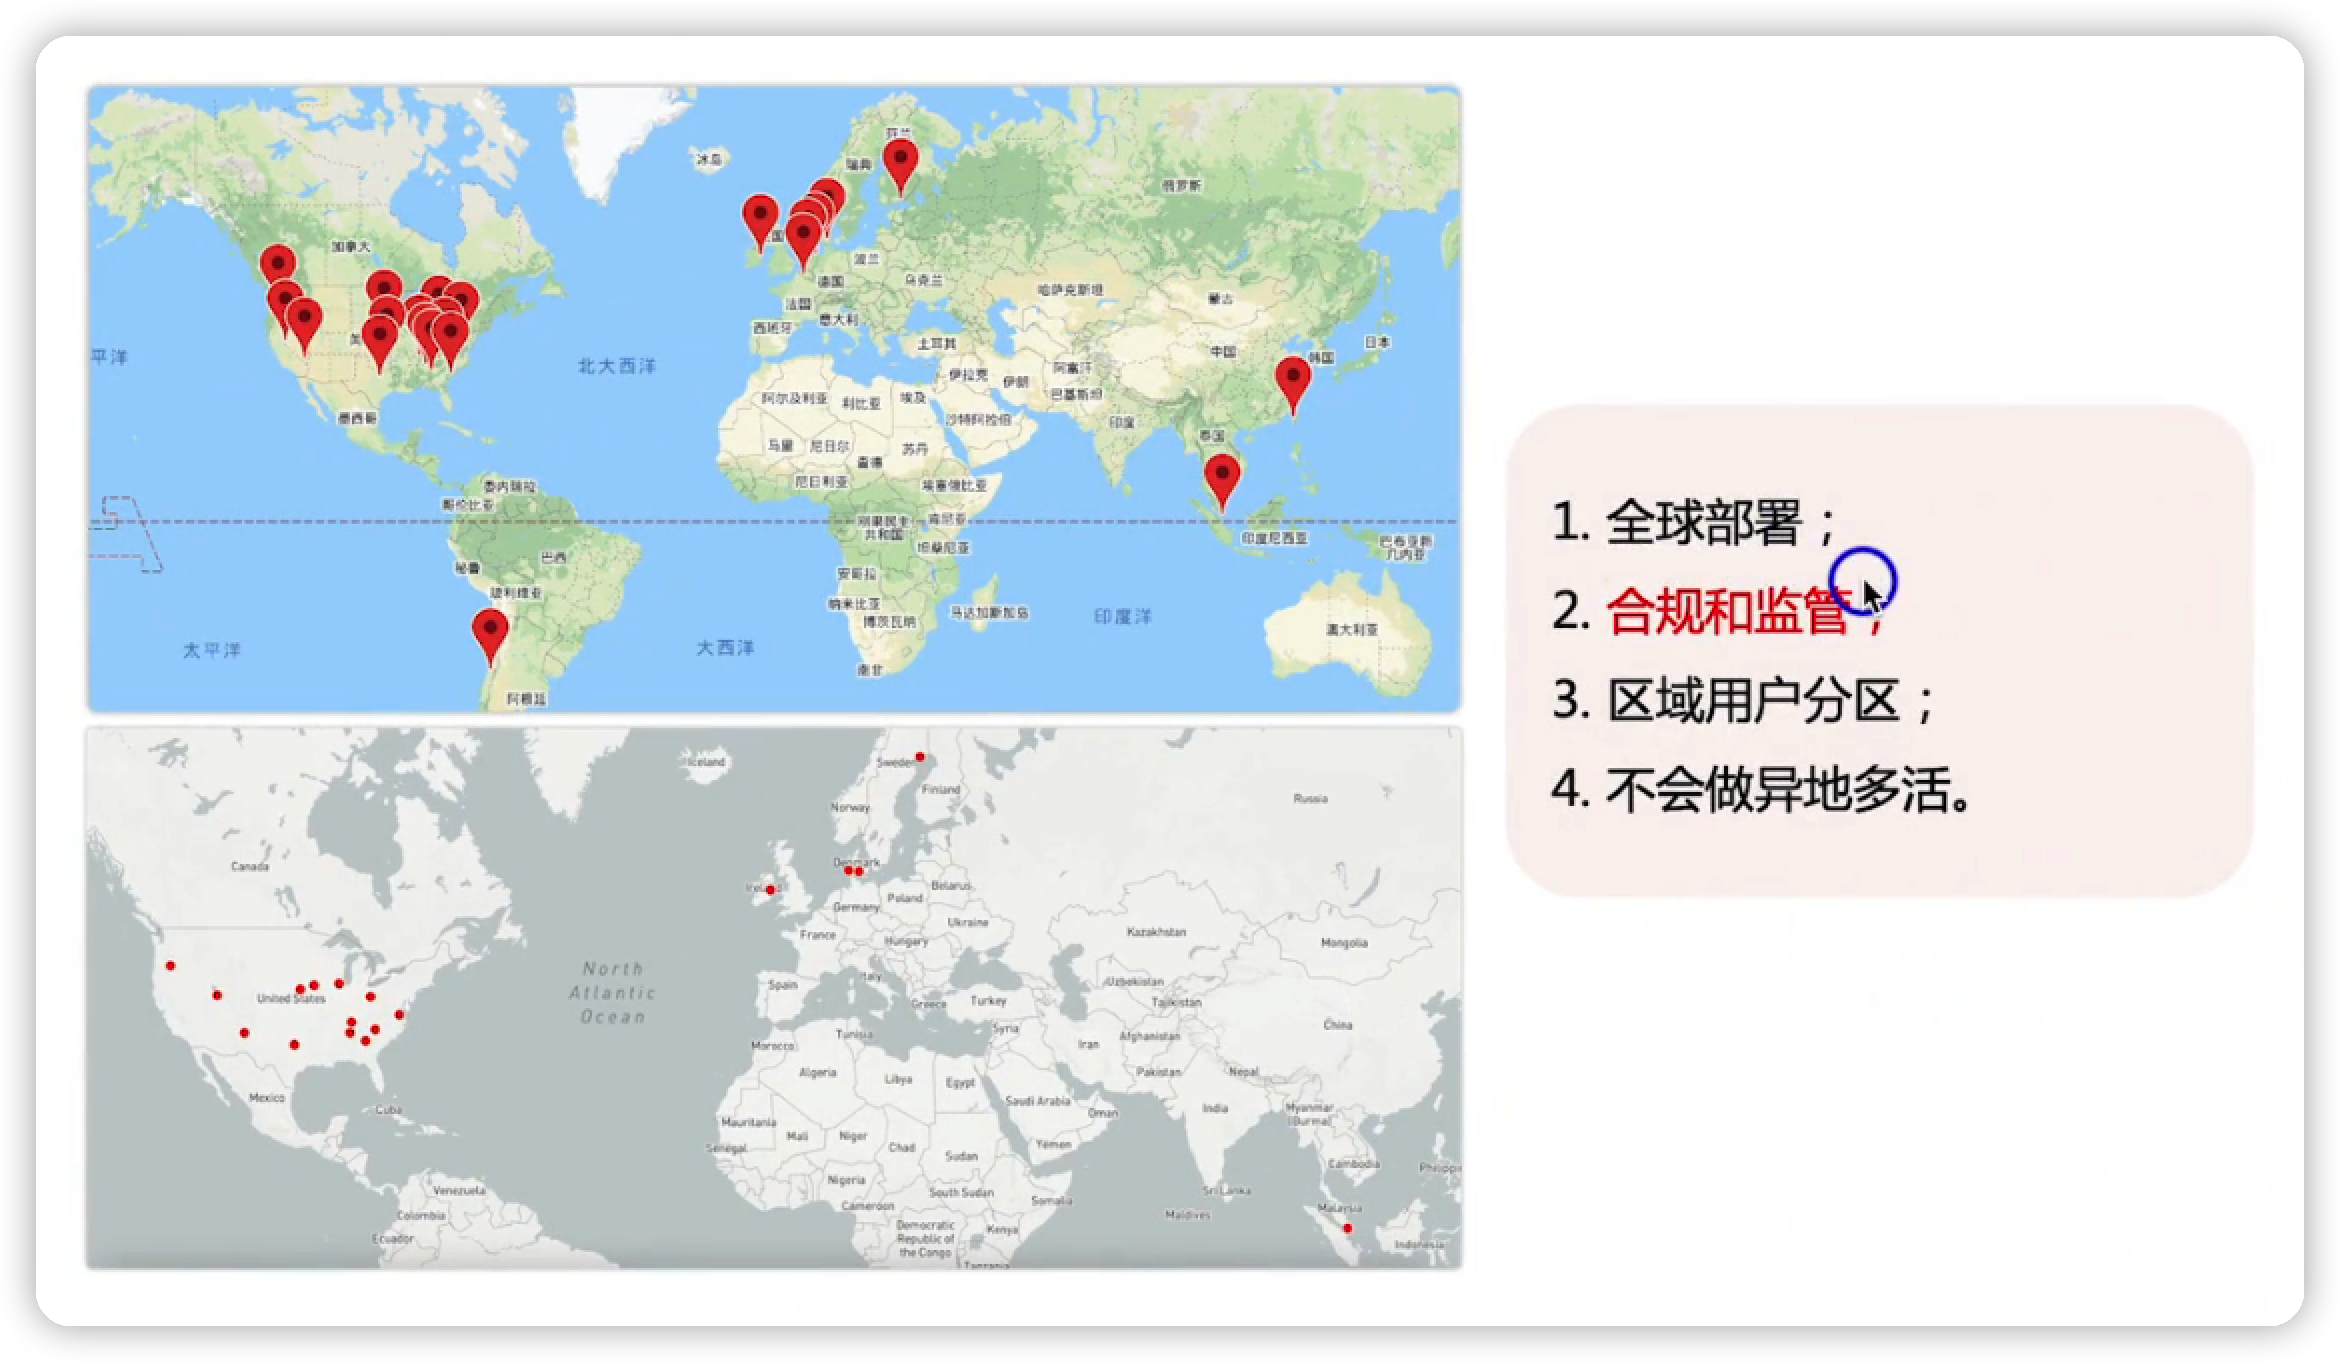 芬兰
冰岛
瑞典
俄罗斯
国
加拿大
波兰
德国
乌克兰
哈萨克斯坦
蒙古
法国
意大利
西班牙
美
土耳其
中国
韩国
日本
平洋
北大西洋
伊拉克
伊朗
阿富汗
巴基斯坦
阿尔及利亚
利比亚
埃及
沙特阿拉伯
印度
墨西哥
泰国
马里
尼日尔
苏丹
乍得
尼日利亚
埃塞俄比亚
委内瑞拉
哥伦比亚
刚果民主
共和国
肯尼亚
坦桑尼亚
印度尼西亚
巴布亚新
几内亚
巴西
秘鲁
玻利维亚
安哥拉
纳米比亚
博茨瓦纳
马达加斯加岛
印度洋
澳大利亚
太平洋
大西洋
南非
阿根廷
1. 全球部署；
2. 合规和监管；
3. 区域用户分区；
4. 不会做异地多活。
Iceland
Sweden
Finland
Norway
Russia
Canada
Denmark
Ireland
Belarus
Poland
Germany
Ukraine
France
Hungary
Kazakhstan
Mongolia
Italy
Spain
Uzbekistan
United States
Greece
Turkey
Tajikistan
North
Atlantic
Ocean
Syria
China
Tunisia
Afghanistan
Morocco
Iran
Algeria
Libya
Egypt
Pakistan
Nepal
Mexico
Cuba
Saudi Arabia
Oman
India
Myanmar
(Burma)
Mauritania
Mali
Niger
Chad
Sudan
Yemen
Senegal
Cambodia
Philippi
Nigeria
South Sudan
Somalia
Sri Lanka
Venezuela
Cameroon
Maldives
Malaysia
Colombia
Democratic
Republic of
the Congo
Kenya
Ecuador
Indonesia
Tanzania